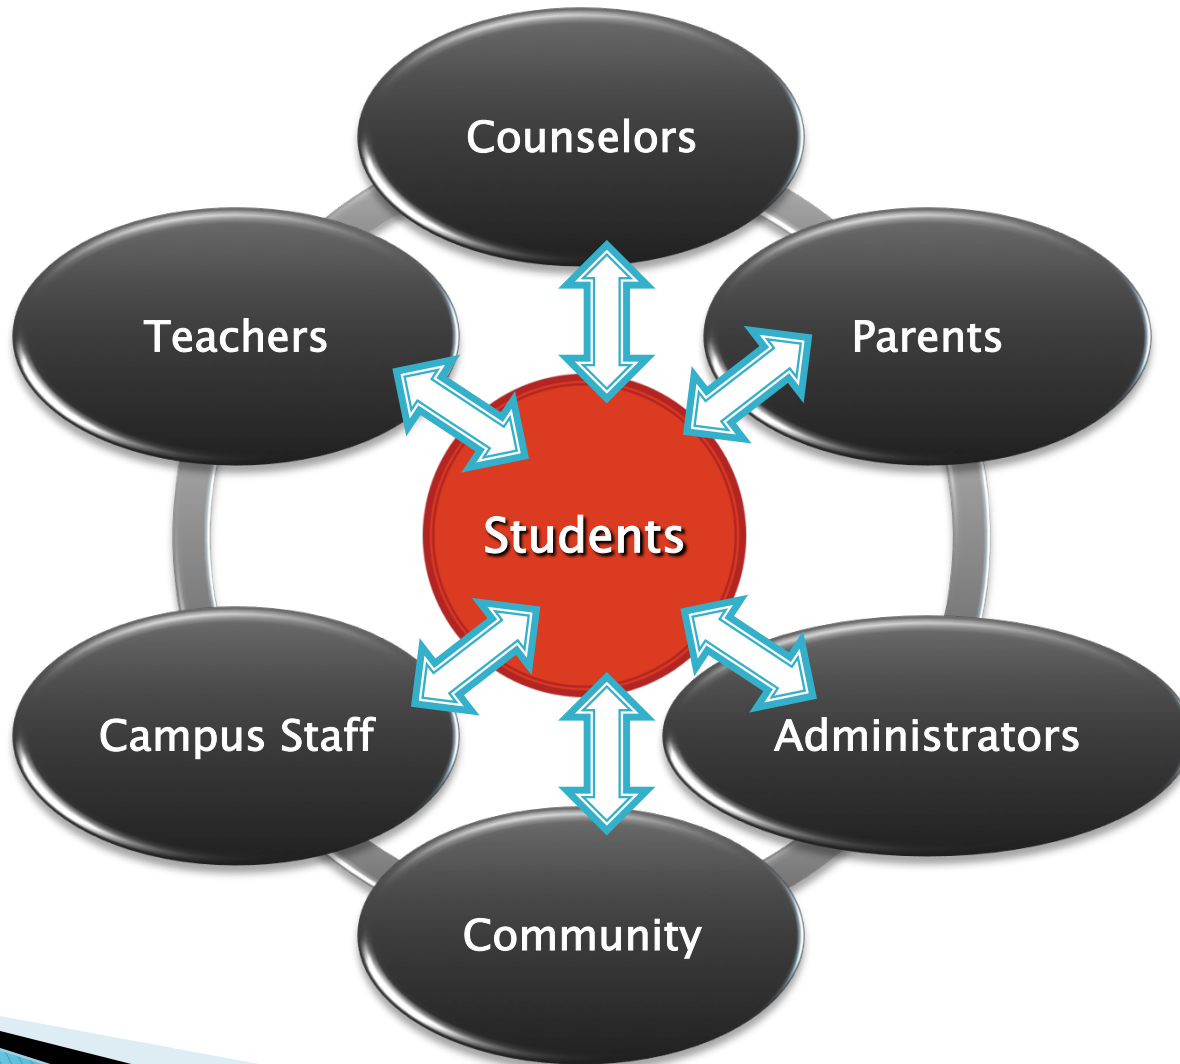 Counselors
Teachers
Parents
Students
Campus Staff
Administrators
Community